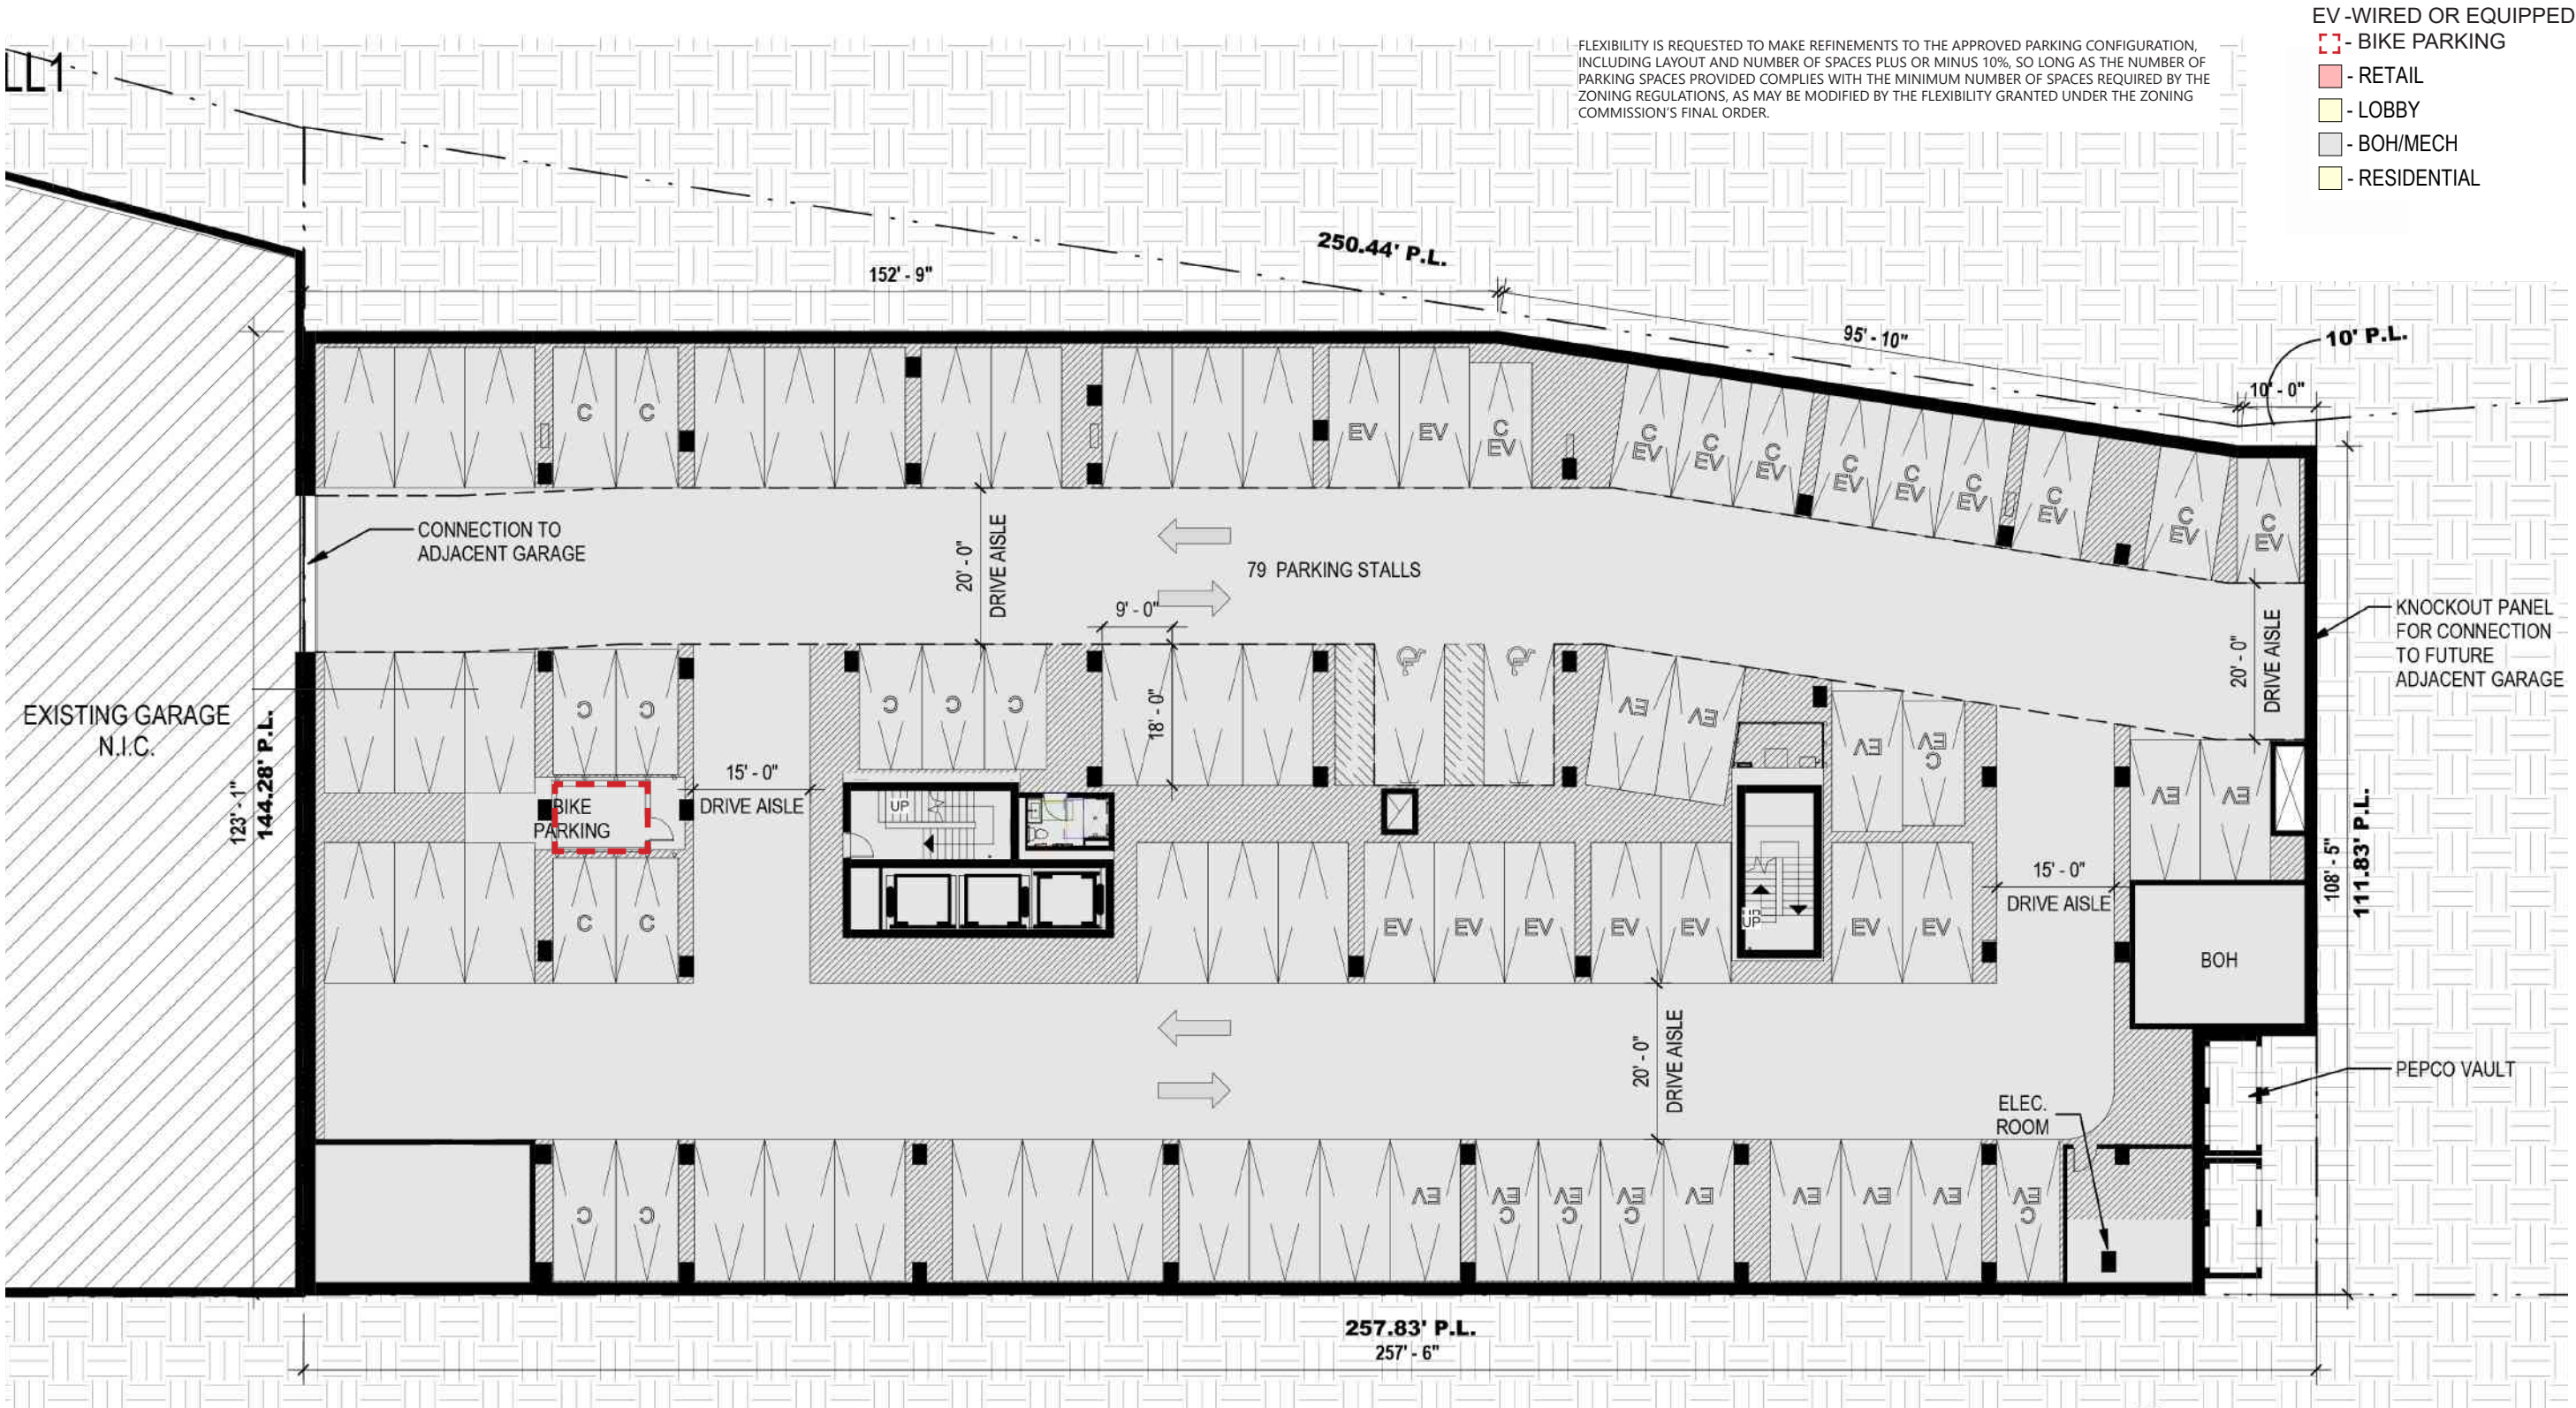 EV -WIRED OR EQUIPPED
- BIKE PARKING
- RETAIL
- LOBBY
- BOH/MECH
- RESIDENTIAL
FLEXIBILITY IS REQUESTED TO MAKE REFINEMENTS TO THE APPROVED PARKING CONFIGURATION,
INCLUDING LAYOUT AND NUMBER OF SPACES PLUS OR MINUS 10%, SO LONG AS THE NUMBER OF
PARKING SPACES PROVIDED COMPLIES WITH THE MINIMUM NUMBER OF SPACES REQUIRED BY THE
ZONING REGULATIONS, AS MAY BE MODIFIED BY THE FLEXIBILITY GRANTED UNDER THE ZONING
COMMISSION'S FINAL ORDER.
LL1
250.44' P.L.
152' - 9"
95' - 10"
10' P.L.
10' - 0"
C C
EV EV C
EV
C
EV
C
EV
C
EV
C
EV
C
EV
C
EV
C
EV
C
EV
C
EV
CONNECTION TO
ADJACENT GARAGE
20' - 0"
DRIVE AISLE
79 PARKING STALLS
9' - 0"
18' - 0"
KNOCKOUT PANEL
FOR CONNECTION
TO FUTURE
ADJACENT GARAGE
20' - 0"
DRIVE AISLE
EXISTING GARAGE
N.I.C.
144.28' P.L.
123' - 1"
C C
C C C
EV EV
EV EV
C
EV EV
15' - 0"
DRIVE AISLE
BIKE
PARKING
UP
UP
UP
C C
EV EV EV EV EV EV EV
15' - 0"
DRIVE AISLE
108' - 5"
111.83' P.L.
BOH
20' - 0"
DRIVE AISLE
PEPCO VAULT
ELEC.
ROOM
C C
EV
EV
C
EV
C
EV
C
EV
EV EV EV
EV
C
257.83' P.L.
257' - 6"